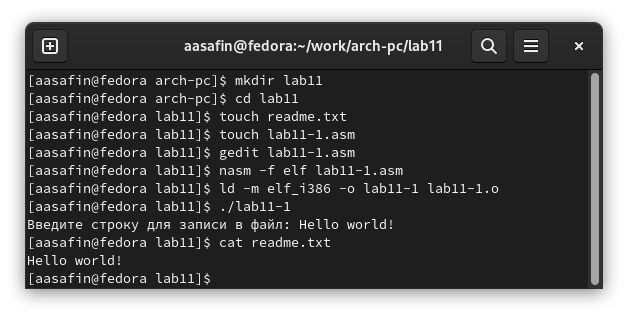 aasafin@fedora:~/work/arch-pc/lab11
[aasafin@fedora arch-pc]$ mkdir lab11
[aasafin@fedora arch-pc]$ cd lab11
[aasafin@fedora lab11]$ touch readme.txt
[aasafin@fedora lab11]$ touch lab11-1.asm
[aasafin@fedora lab11]$ gedit lab11-1.asm
[aasafin@fedora lab11]$ nasm -f elf lab11-1.asm
[aasafin@fedora lab11]$ ld -m elf_i386 -o lab11-1 lab11-1.o
[aasafin@fedora lab11]$ ./lab11-1
Введите строку для записи в файл: Hello world!
[aasafin@fedora lab11]$ cat readme.txt
Hello world!
[aasafin@fedora lab11]$